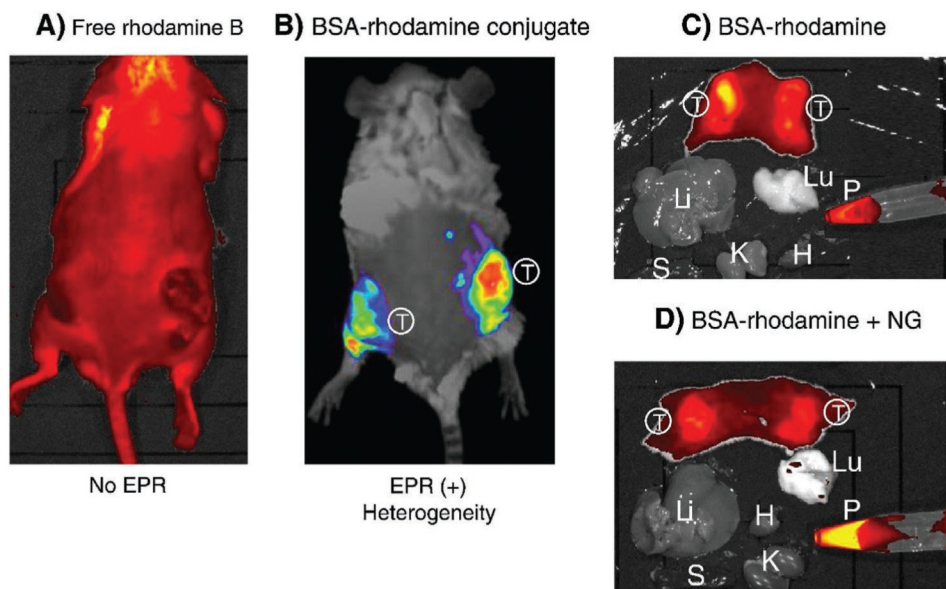 A) Free rhodamine B
No EPR
B) BSA-rhodamine conjugate
T
T
EPR (+)
Heterogeneity
C) BSA-rhodamine
T
T
Li
Lu
P
S
K
H
D) BSA-rhodamine + NG
T
T
Lu
Li
H
P
S
K